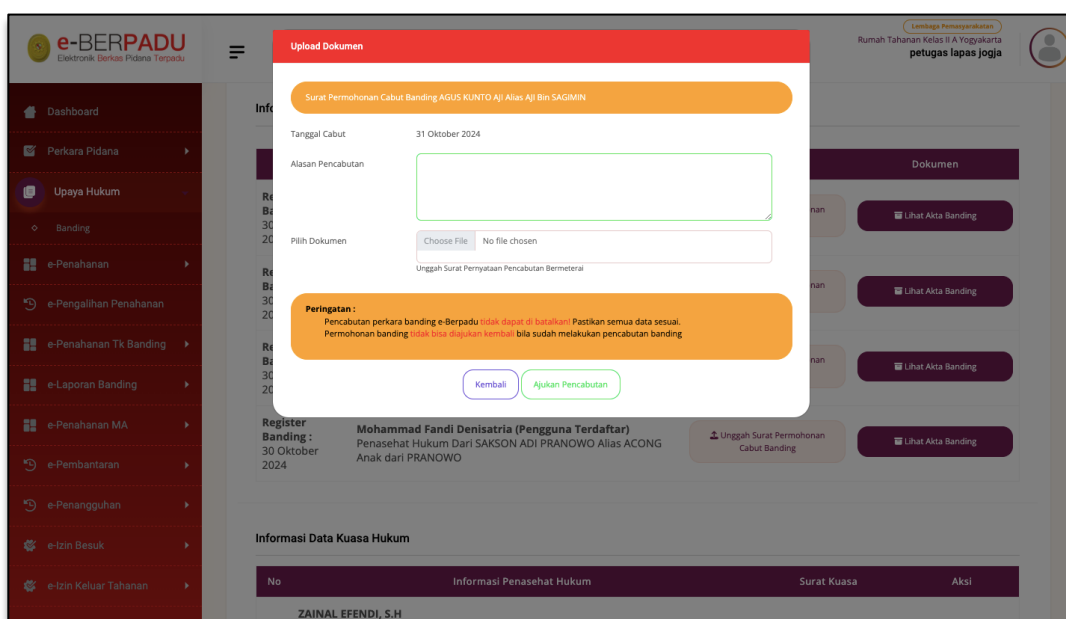 e-BERPADU
Elektronik Berkas Pidana Terpadu
Lembaga Pemasyarakatan
Rumah Tahanan Kelas II A Yogyakarta
petugas lapas jogja
Dashboard
Perkara Pidana
Upaya Hukum
Banding
e-Penahanan
e-Pengalihan Penahanan
e-Penahanan Tk Banding
e-Laporan Banding
e-Penahanan MA
e-Pembantaran
e-Penangguhan
e-Izin Besuk
e-Izin Keluar Tahanan
Upload Dokumen
Surat Permohonan Cabut Banding AGUS KUNTO AJI Alias AJI Bin SAGIMIN
Tanggal Cabut 31 Oktober 2024
Alasan Pencabutan
Pilih Dokumen Choose File No file chosen
Unggah Surat Pernyataan Pencabutan Bermeterai
Peringatan :
Pencabutan perkara banding e-Berpadu tidak dapat di batalkan! Pastikan semua data sesuai.
Permohonan banding tidak bisa diajukan kembali bila sudah melakukan pencabutan banding
Kembali Ajukan Pencabutan
Dokumen
Lihat Akta Banding
Lihat Akta Banding
Lihat Akta Banding
Register
Banding :
30 Oktober
2024
Mohammad Fandi Denisatria (Pengguna Terdaftar)
Penasehat Hukum Dari SAKSON ADI PRANOWO Alias ACONG
Anak dari PRANOWO
Unggah Surat Permohonan
Cabut Banding
Lihat Akta Banding
Informasi Data Kuasa Hukum
No Informasi Penasehat Hukum Surat Kuasa Aksi
ZAINAL EFENDI, S.H